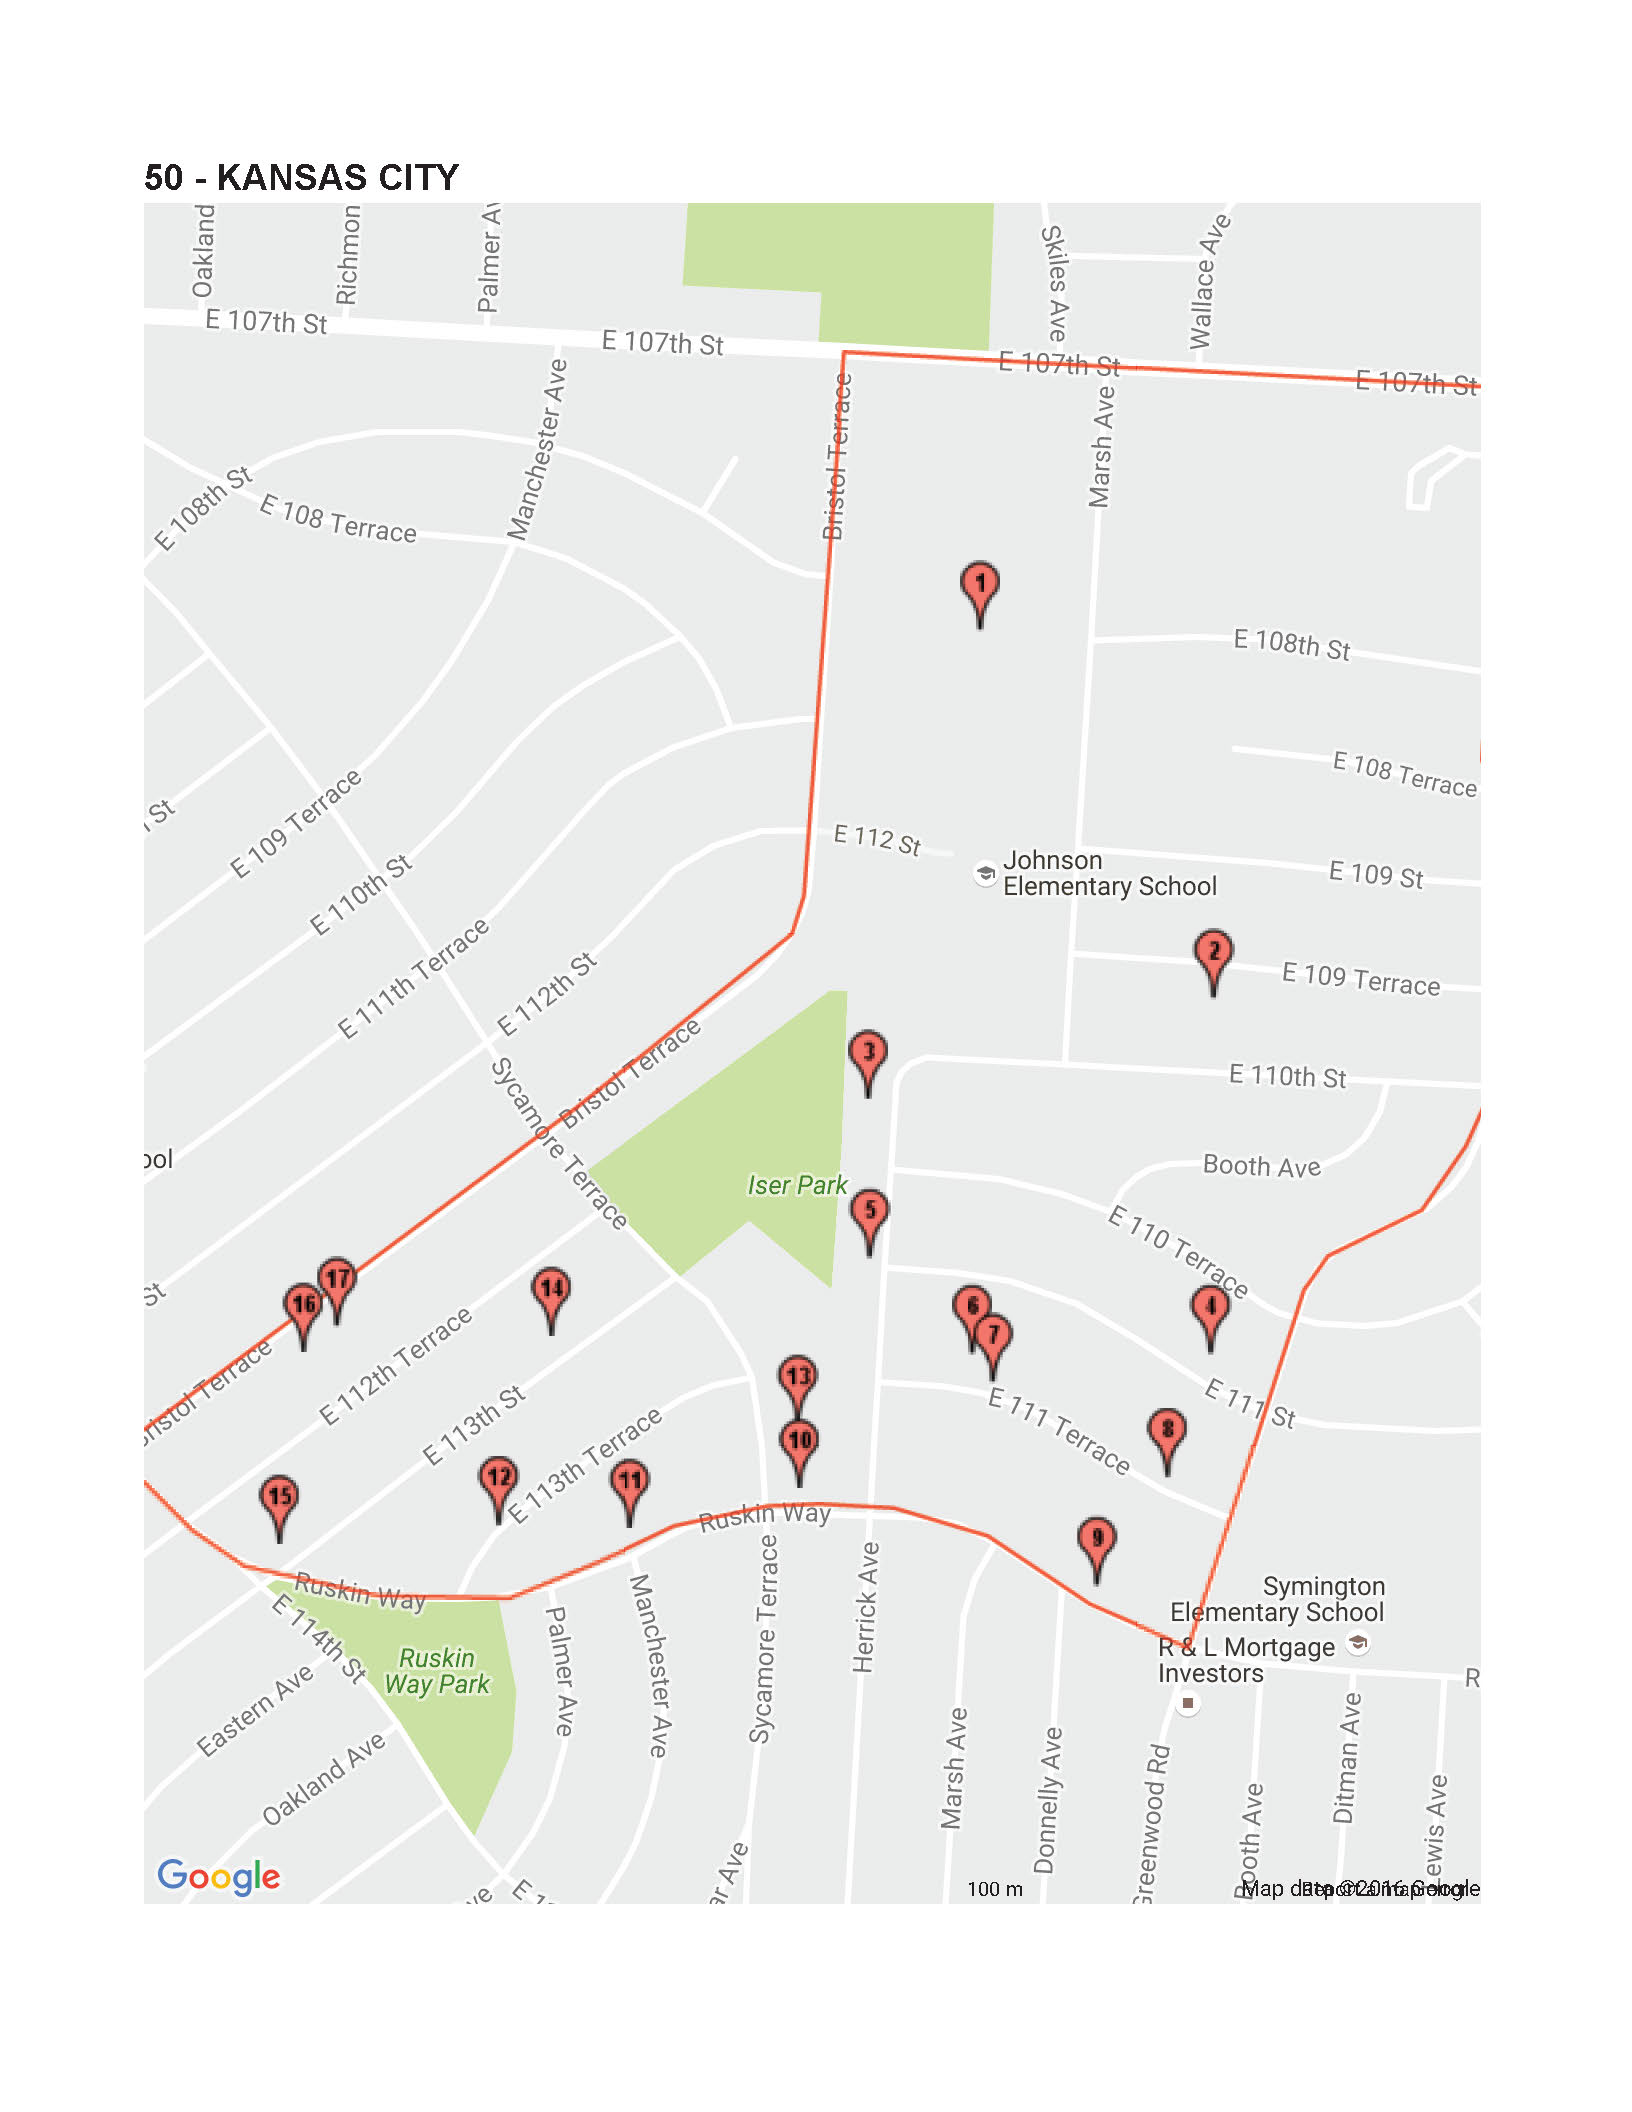 50 - KANSAS CITY
Oakland
Richmon
Palmer Av
Skiles Ave
Wallace Ave
E 107th St
E 107th St
E 107th St
E 107th St
Manchester Ave
Bristol Terrace
Marsh Ave
E 108th St
E 108 Terrace
1
E 108th St
E 108 Terrace
St
E 109 Terrace
E 112 St
Johnson
Elementary School
E 109 St
E 110th St
E 111th Terrace
E 112th St
2
E 109 Terrace
Bristol Terrace
3
Sycamore Terrace
E 110th St
ool
Booth Ave
Iser Park
5
E 110 Terrace
St
17
16
14
6
4
7
Bristol Terrace
E 112th Terrace
13
E 113th St
E 111 Terrace
E 111 St
8
10
E 113th Terrace
12
11
15
Ruskin Way
9
Ruskin Way
E 114th St
Ruskin
Way Park
Palmer Ave
Manchester Ave
Sycamore Terrace
Herrick Ave
Symington
Elementary School
R & L Mortgage
Investors
R
Eastern Ave
Oakland Ave
Marsh Ave
Donnelly Ave
Greenwood Rd
Booth Ave
Ditman Ave
Lewis Ave
Google
ve
E 1
ar Ave
100 m
Map data ©2016 Google